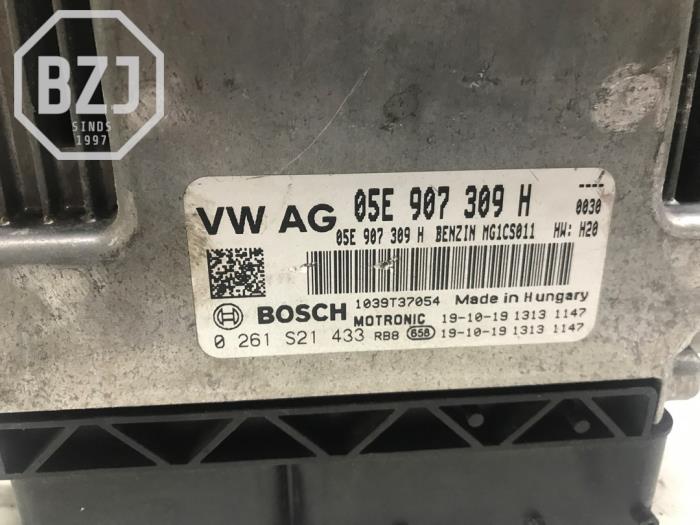 BZJ
SINDS
1997
VW AG 05E 907 309 H ----
0030
05E 907 309 H BENZIN MG1CS011 HW: H20
1039T37054 Made in Hungary
BOSCH MOTRONIC 19-10-19 1313 1147
0 261 S21 433 RB8 658 19-10-19 1313 1147